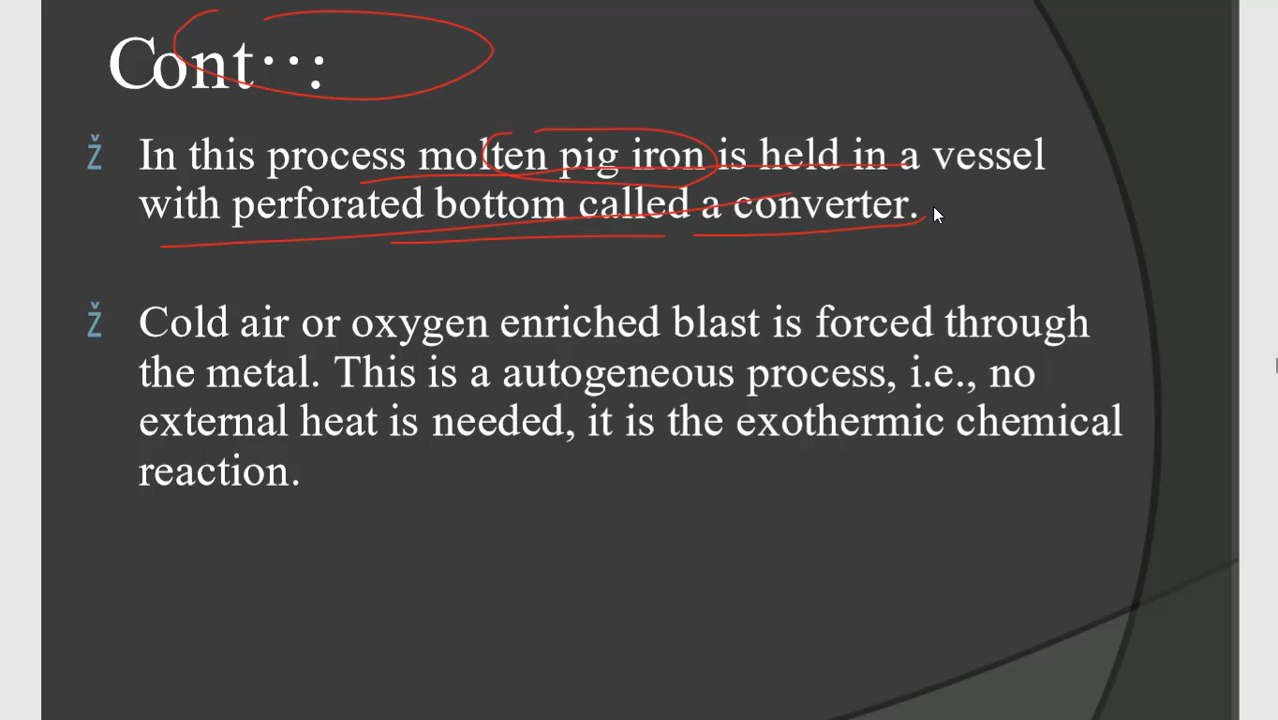 Cont…:
Ž In this process molten pig iron is held in a vessel
with perforated bottom called a converter.
Ž Cold air or oxygen enriched blast is forced through
the metal. This is a autogeneous process, i.e., no
external heat is needed, it is the exothermic chemical
reaction.